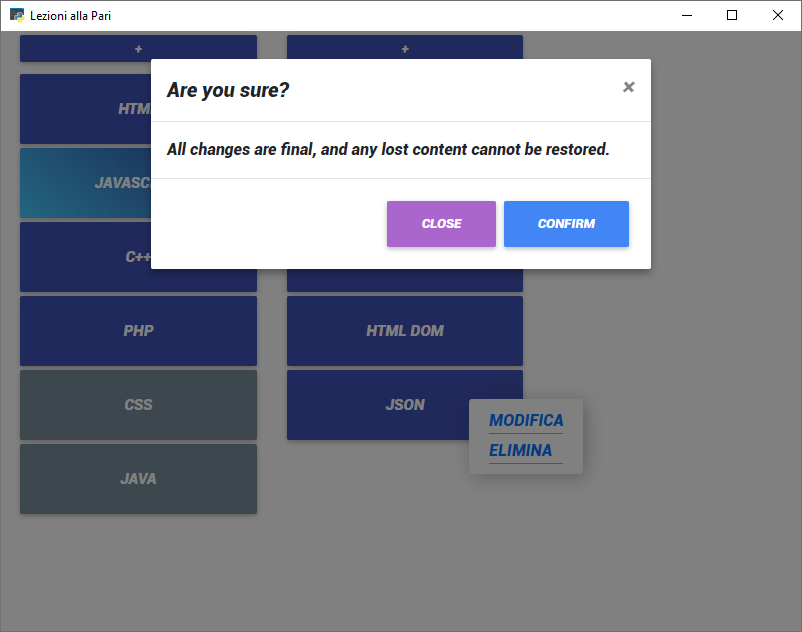 Lezioni alla Pari
+
+
Are you sure?
×
All changes are final, and any lost content cannot be restored.
CLOSE
CONFIRM
HTML
JAVASC
C++
PHP
HTML DOM
CSS
JSON
MODIFICA
ELIMINA
JAVA